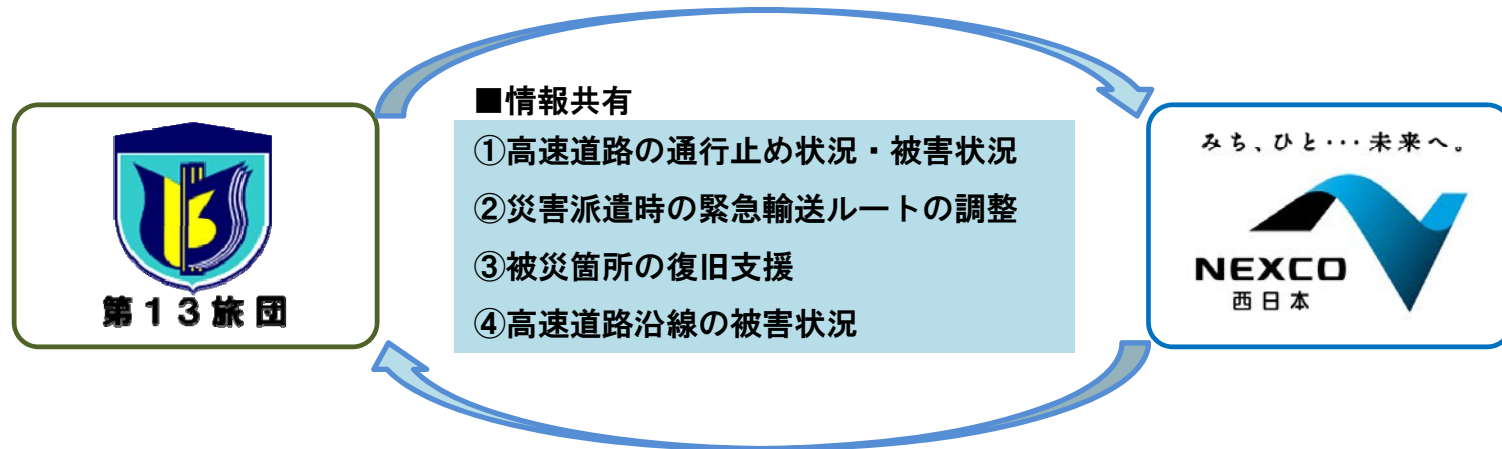 ■情報共有
①高速道路の通行止め状況・被害状況
②災害派遣時の緊急輸送ルートの調整
③被災箇所の復旧支援
④高速道路沿線の被害状況
第13旅団
みち、ひと…未来へ。
NEXCO
西日本